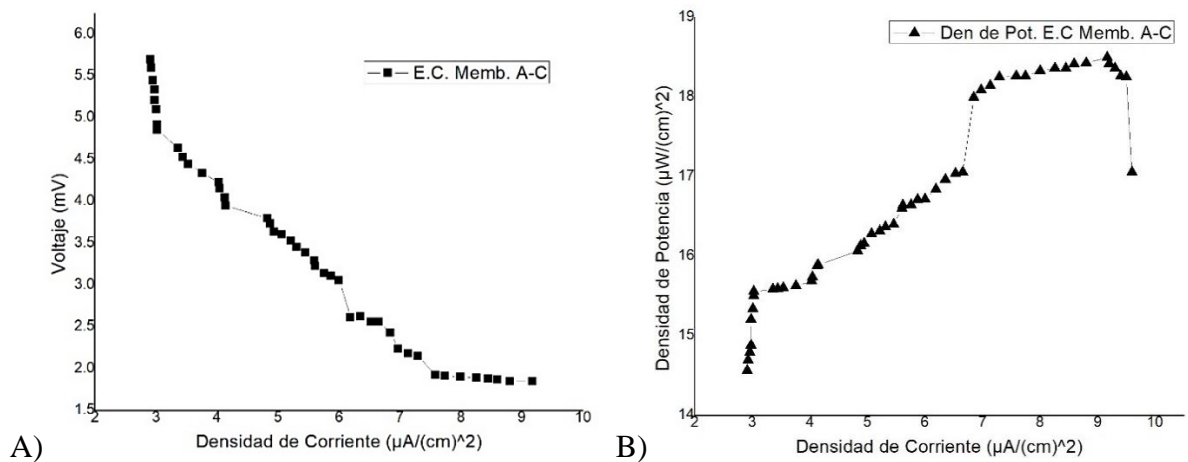 6.0
5.5
5.0
4.5
4.0
3.5
3.0
2.5
2.0
1.5
Voltaje (mV)
E.C. Memb. A-C
2 3 4 5 6 7 8 9 10
Densidad de Corriente (µA/(cm)^2)
A)
19
18
17
16
15
14
Densidad de Potencia (µW/(cm)^2)
Den de Pot. E.C Memb. A-C
2 3 4 5 6 7 8 9 10
Densidad de Corriente (µA/(cm)^2)
B)